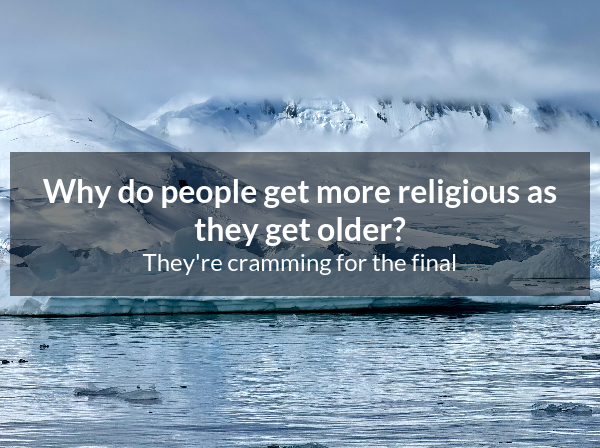 Why do people get more religious as
they get older?
They're cramming for the final